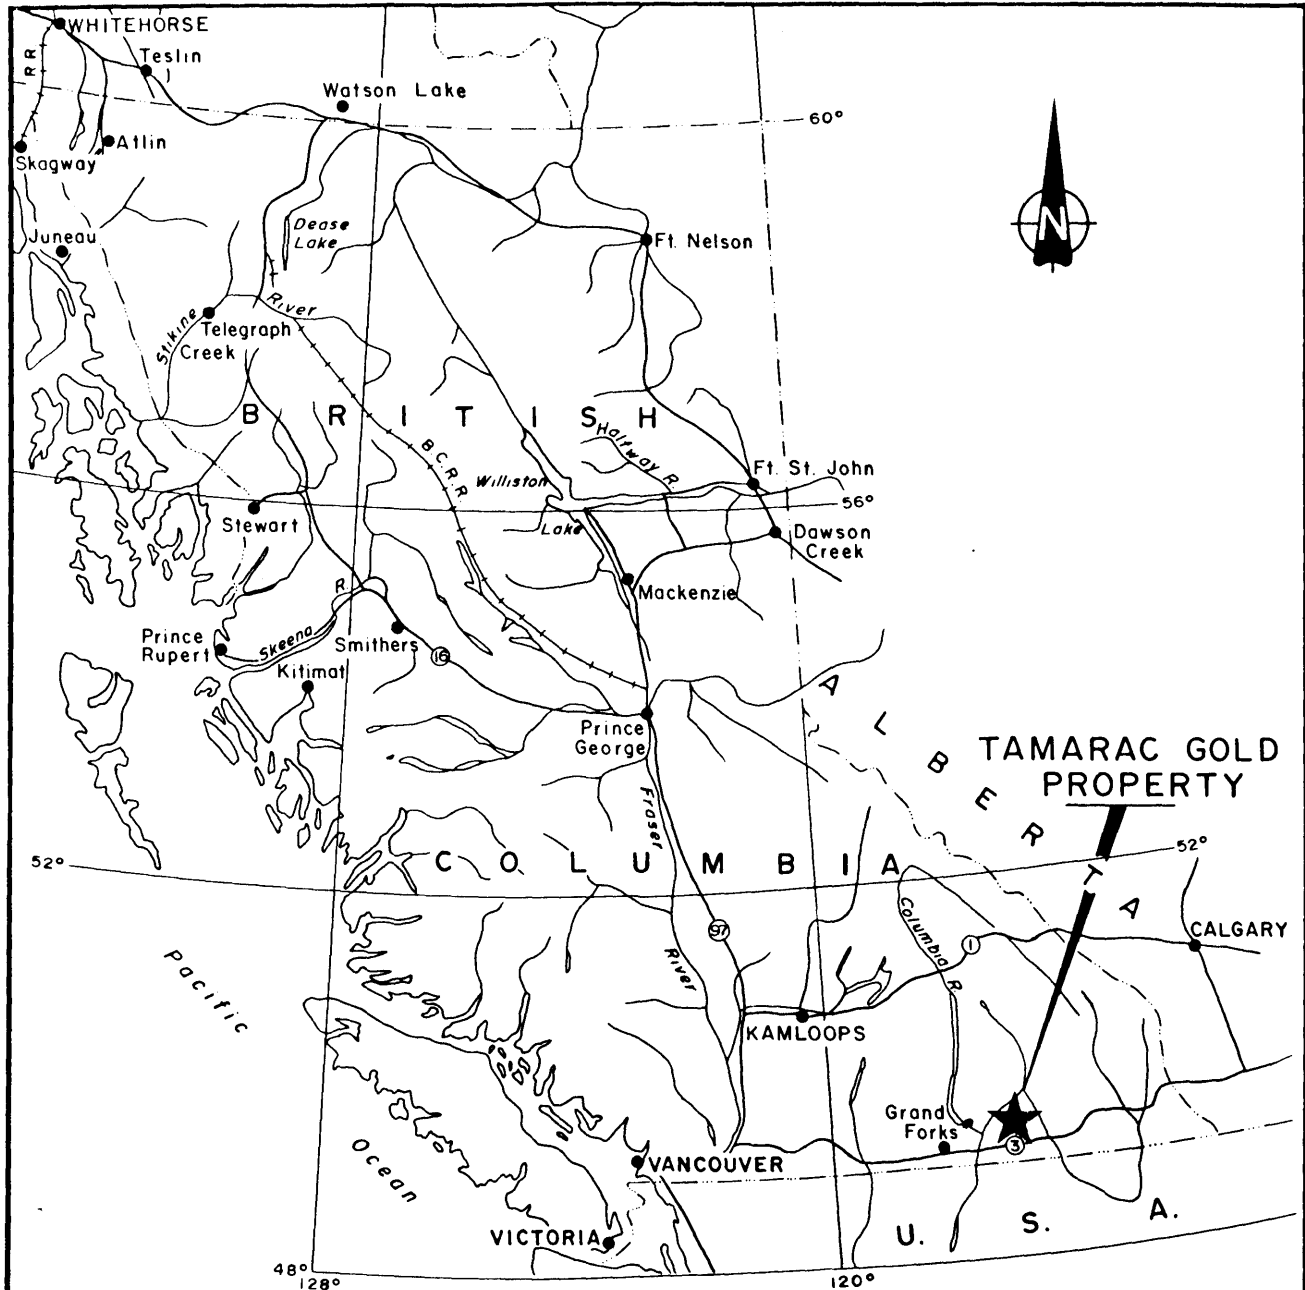 WHITEHORSE
Teslin
R R
Watson Lake
60°
Atlin
Skagway
N
Dease
Lake
Juneau
Ft. Nelson
River
Stikine
Telegraph
Creek
BRITISH
Halfway R.
B.C.R.R
Ft. St. John
Williston
56°
Stewart
Lake
Dawson
Creek
R.
Mackenzie
Prince
Rupert
Skeena
Smithers
16
Kitimat
ALBERTA
Prince
George
TAMARAC GOLD
PROPERTY
Fraser
52°
52°
COLUMBIA
Columbia R.
97
1
CALGARY
River
Pacific
KAMLOOPS
Grand
Forks
3
Ocean
VANCOUVER
U. S. A.
VICTORIA
48°
128°
120°